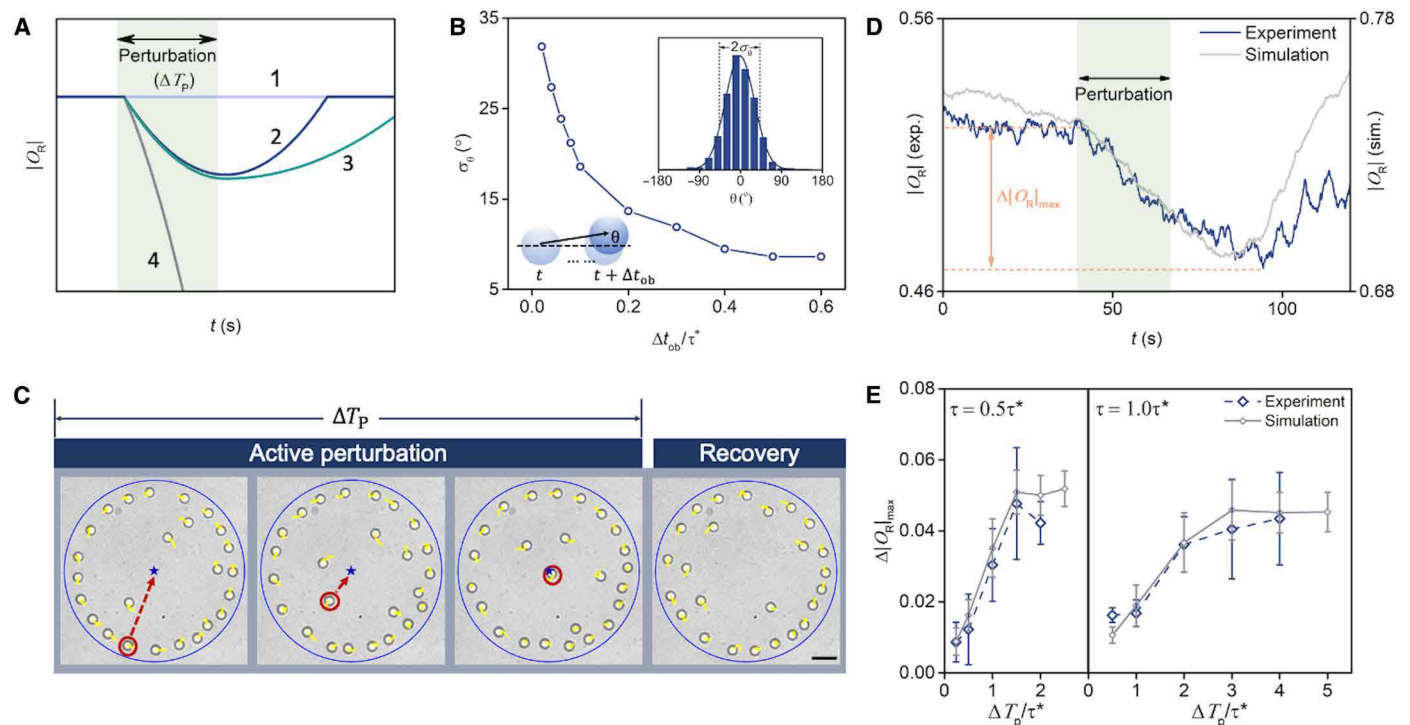 A
Perturbation
(ΔT_P)
1
2
3
4
|O_R|
t (s)
B
35
25
15
5
σ_θ (°)
0.0 0.2 0.4 0.6
Δt_ob/τ*
2σ_θ
−180 −90 0 90 180
θ (°)
θ
t ... ... t + Δt_ob
D
0.56
0.46
0.78
0.68
Experiment
Simulation
Perturbation
Δ|O_R|_max
|O_R| (exp.)
|O_R| (sim.)
0 50 100
t (s)
C
ΔT_P
Active perturbation Recovery
E
0.08
0.06
0.04
0.02
0.00
Δ|O_R|_max
τ = 0.5τ* τ = 1.0τ*
Experiment
Simulation
0 1 2 0 1 2 3 4 5
ΔT_p/τ* ΔT_p/τ*